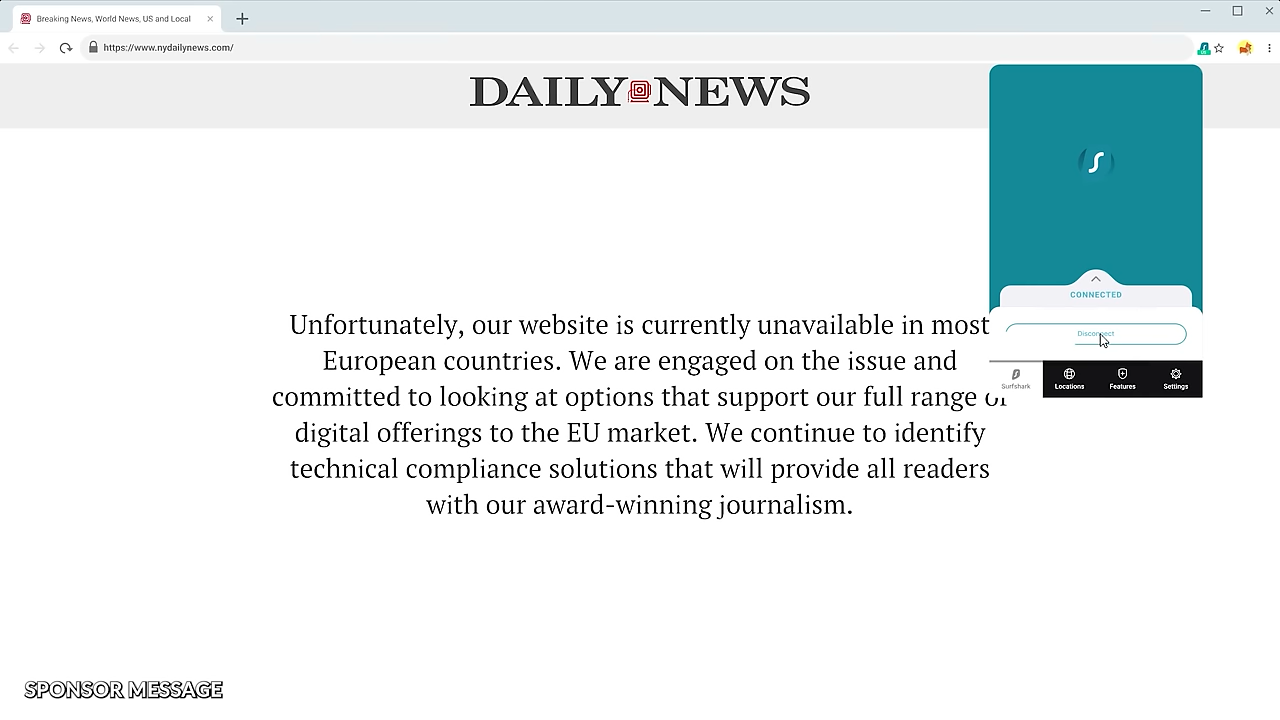 Breaking News, World News, US and Local
https://www.nydailynews.com/
DAILY NEWS
CONNECTED
Disconnect
Surfshark
Locations
Features
Settings
Unfortunately, our website is currently unavailable in most
European countries. We are engaged on the issue and
committed to looking at options that support our full range of
digital offerings to the EU market. We continue to identify
technical compliance solutions that will provide all readers
with our award-winning journalism.
SPONSOR MESSAGE